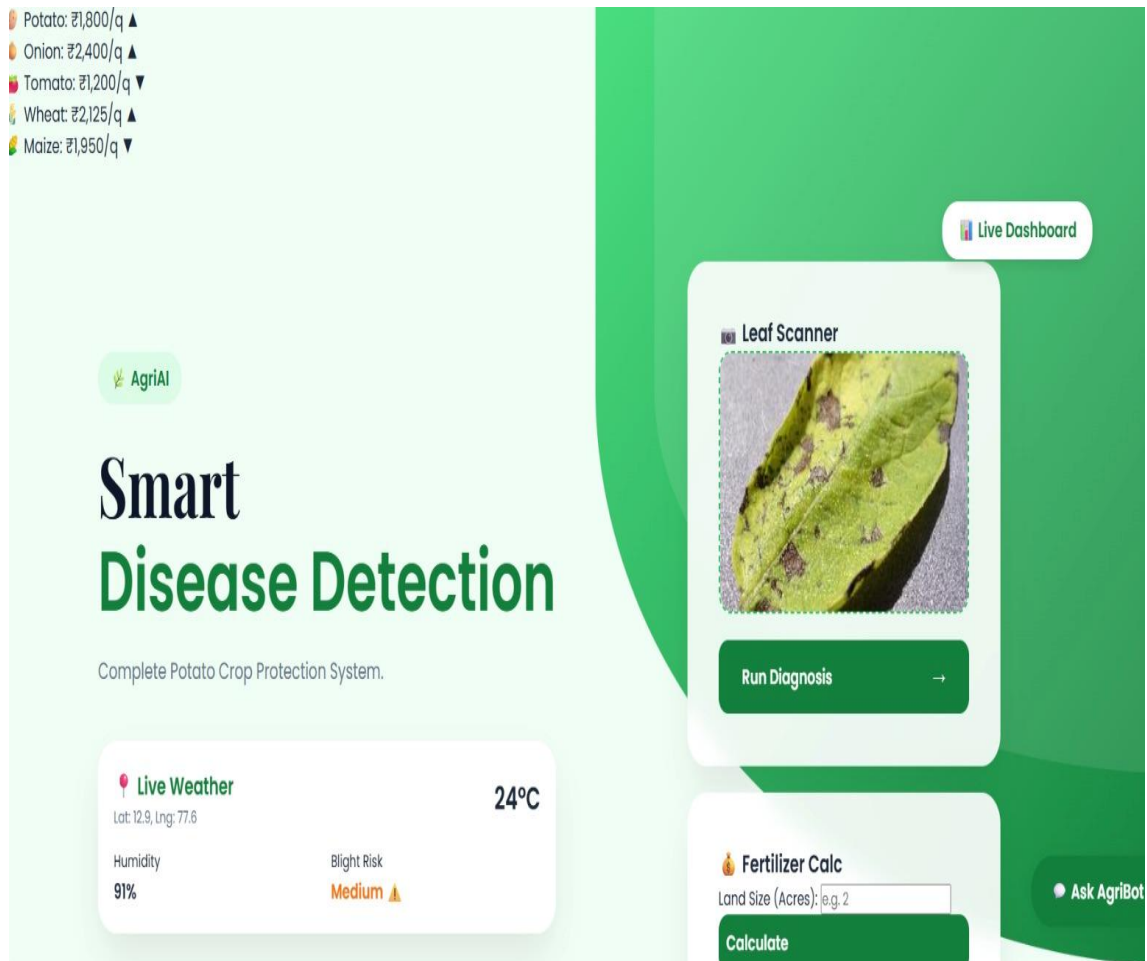 Potato: ₹1,800/q ▲
Onion: ₹2,400/q ▲
Tomato: ₹1,200/q ▼
Wheat: ₹2,125/q ▲
Maize: ₹1,950/q ▼
AgriAI
Smart
Disease Detection
Complete Potato Crop Protection System.
Live Weather
24°C
Lat: 12.9, Lng: 77.6
Humidity
Blight Risk
91%
Medium ⚠️
Live Dashboard
Leaf Scanner
Run Diagnosis →
Fertilizer Calc
Land Size (Acres): e.g. 2
Calculate
Ask AgriBot